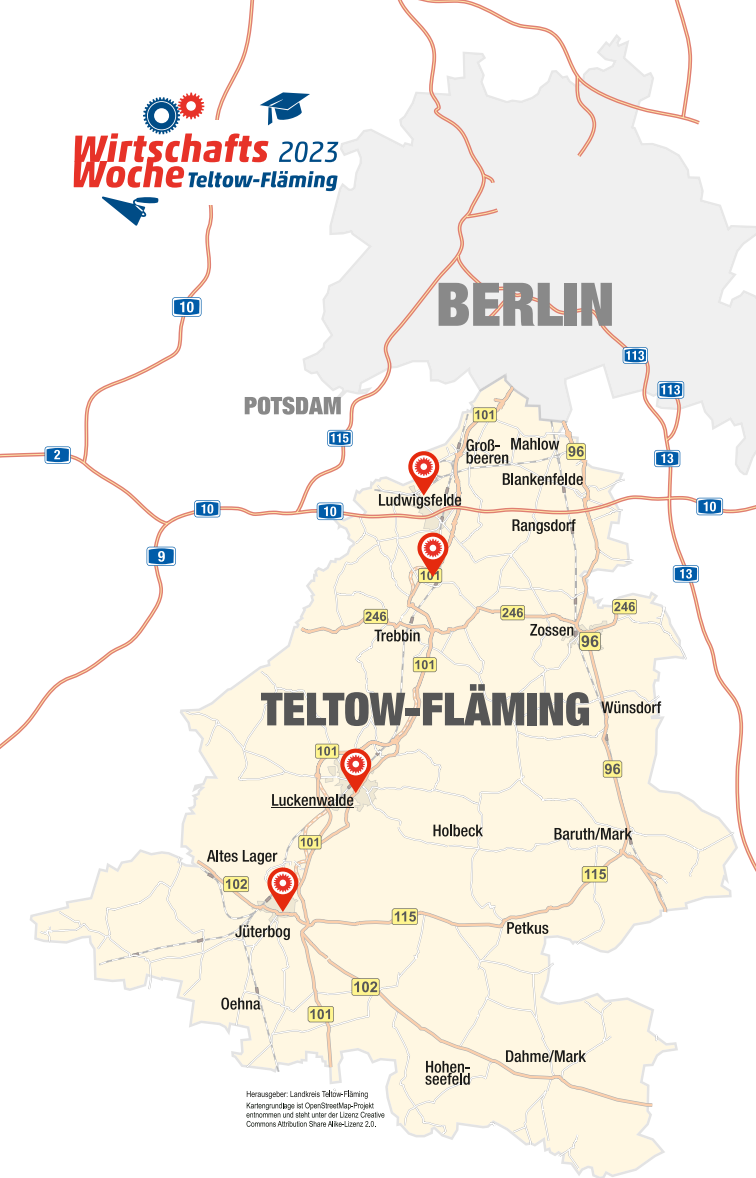 Wirtschafts 2023
Woche Teltow-Fläming
BERLIN
10
113
113
POTSDAM
101
115
Groß-
beeren
Mahlow
96
2
13
Blankenfelde
Ludwigsfelde
10
10
10
Rangsdorf
9
101
13
246
246
246
Trebbin
Zossen
96
101
TELTOW-FLÄMING
Wünsdorf
101
96
Luckenwalde
Holbeck
Baruth/Mark
101
Altes Lager
102
115
115
Jüterbog
Petkus
102
Oehna
101
Dahme/Mark
Hohen-
seefeld
Herausgeber: Landkreis Teltow-Fläming
Kartengrundlage ist OpenStreetMap-Projekt
entnommen und steht unter der Lizenz Creative
Commons Attribution Share Alike-Lizenz 2.0.